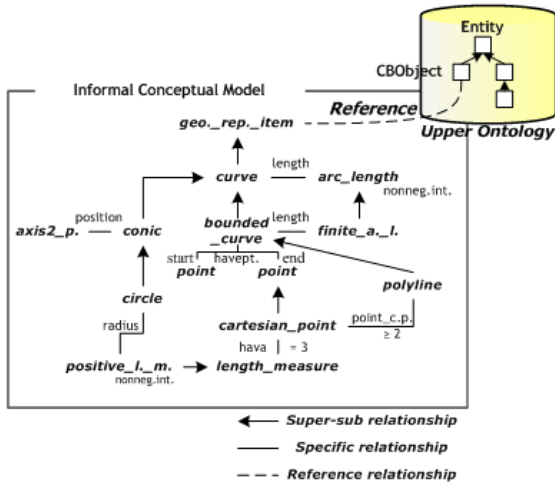 Entity
CBObject
Upper Ontology
Informal Conceptual Model
Reference
geo._rep._item
curve
length
arc_length
nonneg.int.
axis2_p.
position
conic
bounded
_curve
length
finite_a._l.
start
havept.
end
point
point
polyline
circle
radius
cartesian_point
point_c.p.
≥ 2
hava
= 3
positive_l._m.
nonneg.int.
length_measure
Super-sub relationship
Specific relationship
Reference relationship